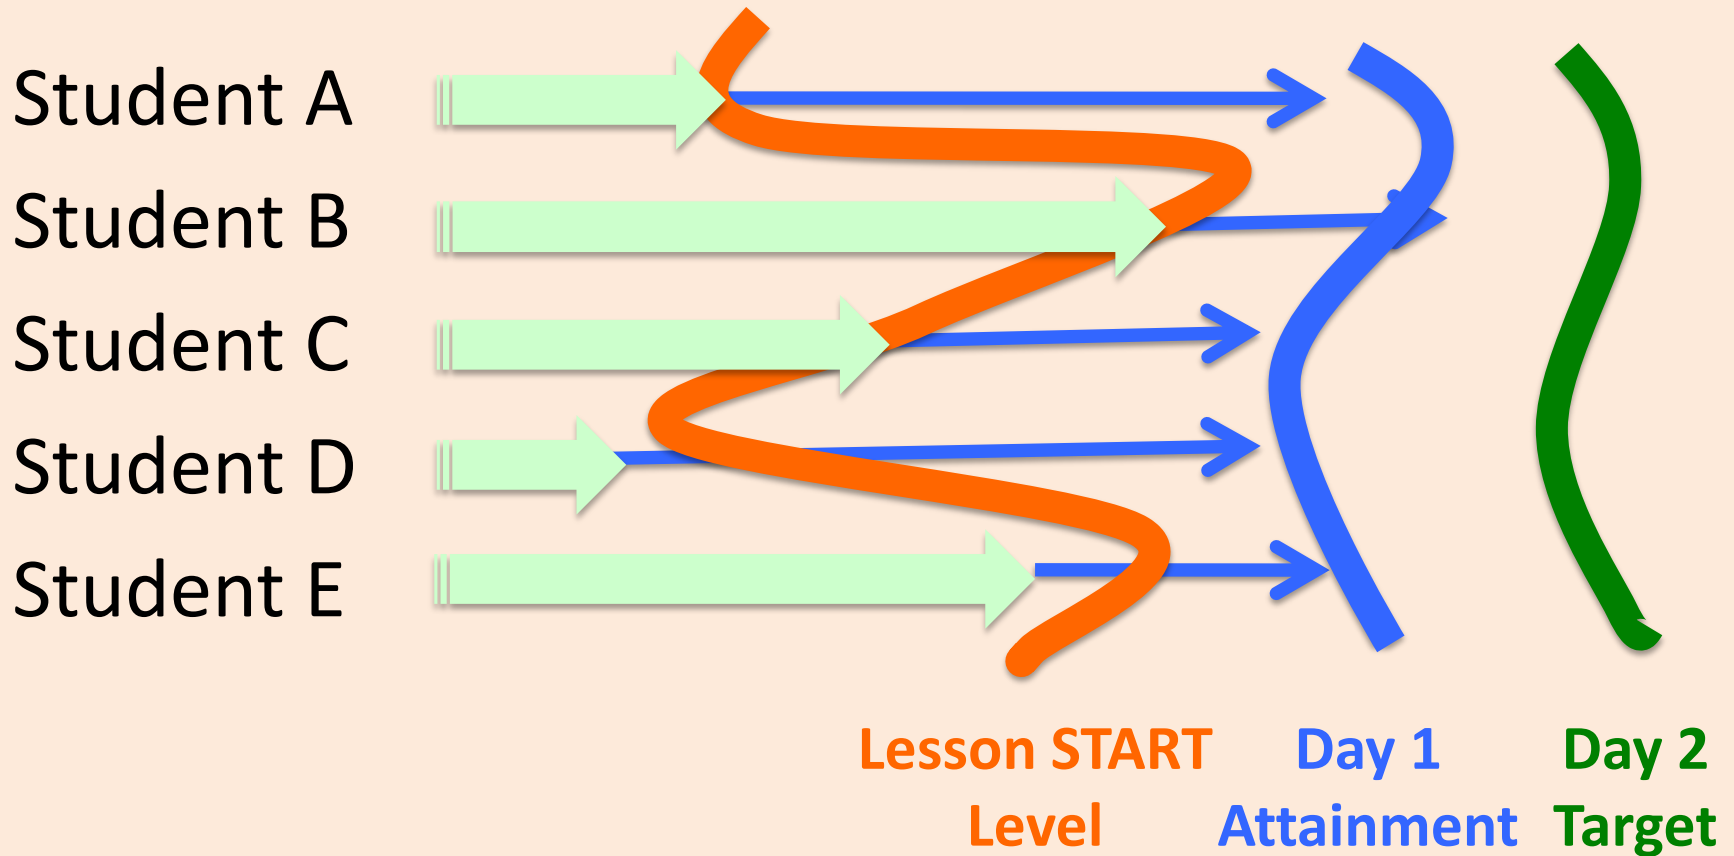 Student A
Student B
Student C
Student D
Student E
Lesson START Level
Day 1 Attainment
Day 2 Target